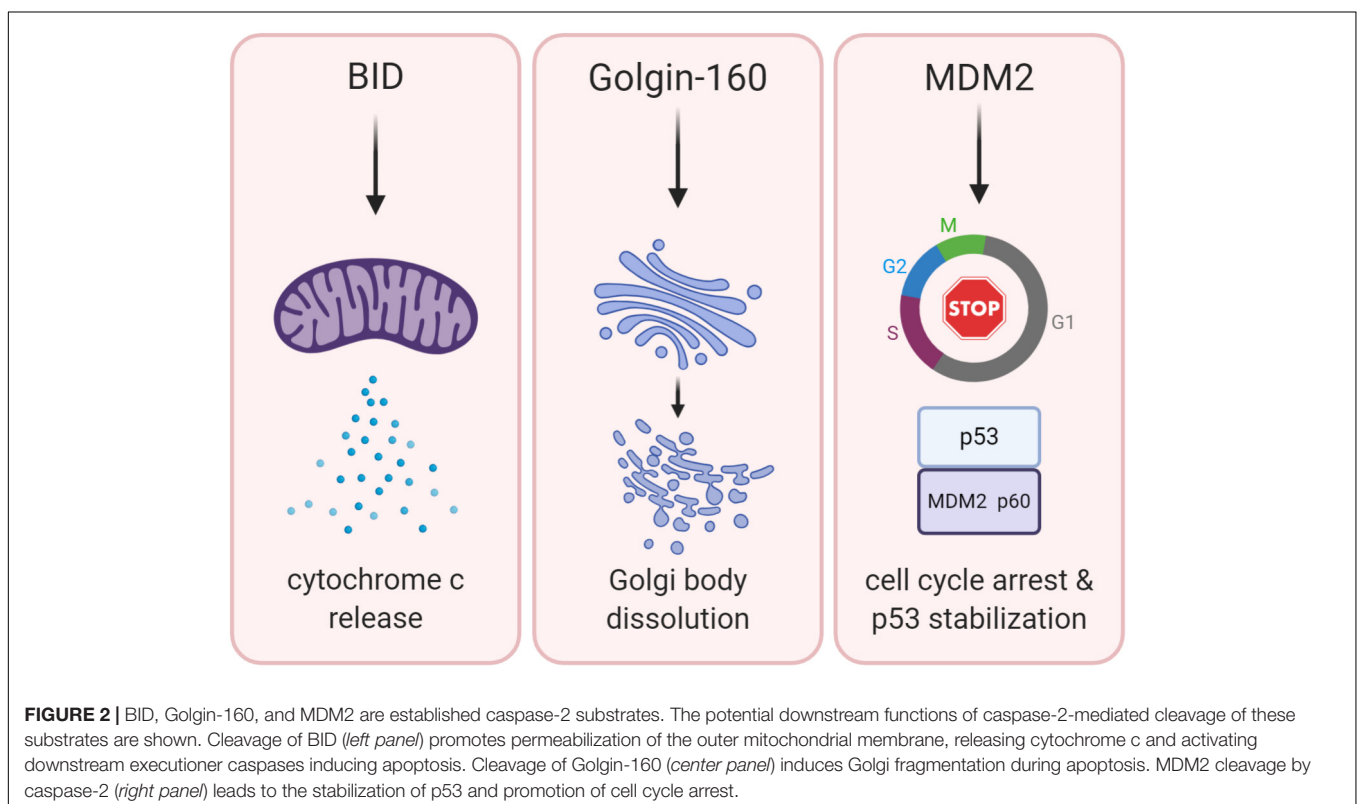 BID
Golgin-160
MDM2
M
G2
S
G1
STOP
p53
MDM2 p60
cytochrome c
release
Golgi body
dissolution
cell cycle arrest &
p53 stabilization
FIGURE 2 | BID, Golgin-160, and MDM2 are established caspase-2 substrates. The potential downstream functions of caspase-2-mediated cleavage of these
substrates are shown. Cleavage of BID (left panel) promotes permeabilization of the outer mitochondrial membrane, releasing cytochrome c and activating
downstream executioner caspases inducing apoptosis. Cleavage of Golgin-160 (center panel) induces Golgi fragmentation during apoptosis. MDM2 cleavage by
caspase-2 (right panel) leads to the stabilization of p53 and promotion of cell cycle arrest.